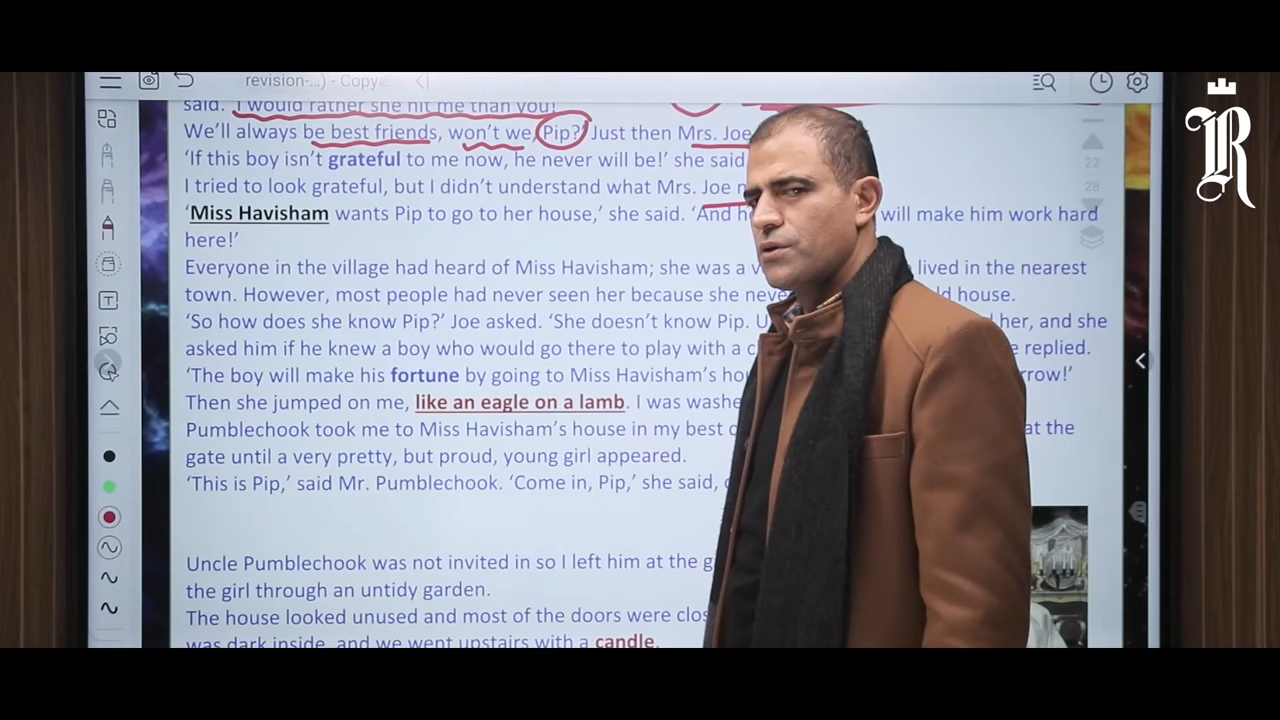 revision-...) - Copy
said. 'I would rather she hit me than you!
We'll always be best friends, won't we, Pip?' Just then Mrs. Joe
'If this boy isn't grateful to me now, he never will be!' she said
I tried to look grateful, but I didn't understand what Mrs. Joe
'Miss Havisham wants Pip to go to her house,' she said. 'And he will make him work hard
here!'
Everyone in the village had heard of Miss Havisham; she was a lived in the nearest
town. However, most people had never seen her because she house.
'So how does she know Pip?' Joe asked. 'She doesn't know Pip. her, and she
asked him if he knew a boy who would go there to play with a replied.
'The boy will make his fortune by going to Miss Havisham's
Then she jumped on me, like an eagle on a lamb. I was
Pumblechook took me to Miss Havisham's house in my best at the
gate until a very pretty, but proud, young girl appeared.
'This is Pip,' said Mr. Pumblechook. 'Come in, Pip,' she said,
Uncle Pumblechook was not invited in so I left him at the
the girl through an untidy garden.
The house looked unused and most of the doors were
was dark inside, and we went upstairs with a candle.
22
28
R